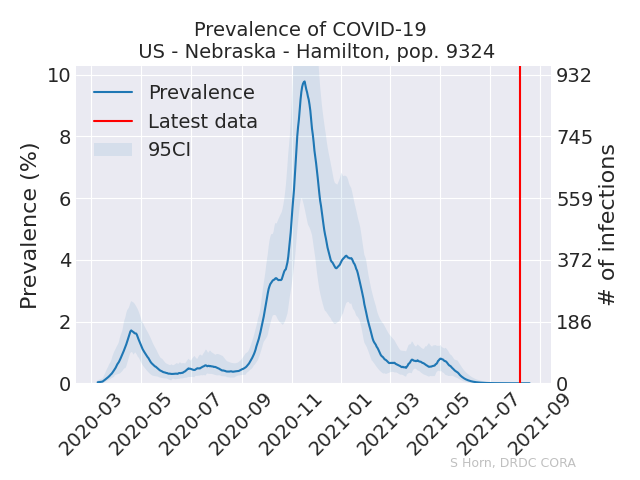 Prevalence of COVID-19
US - Nebraska - Hamilton, pop. 9324
Prevalence
Latest data
95CI
Prevalence (%)
10
8
6
4
2
0
932
745
559
372
186
0
# of infections
2020-03
2020-05
2020-07
2020-09
2020-11
2021-01
2021-03
2021-05
2021-07
2021-09
S Horn, DRDC CORA